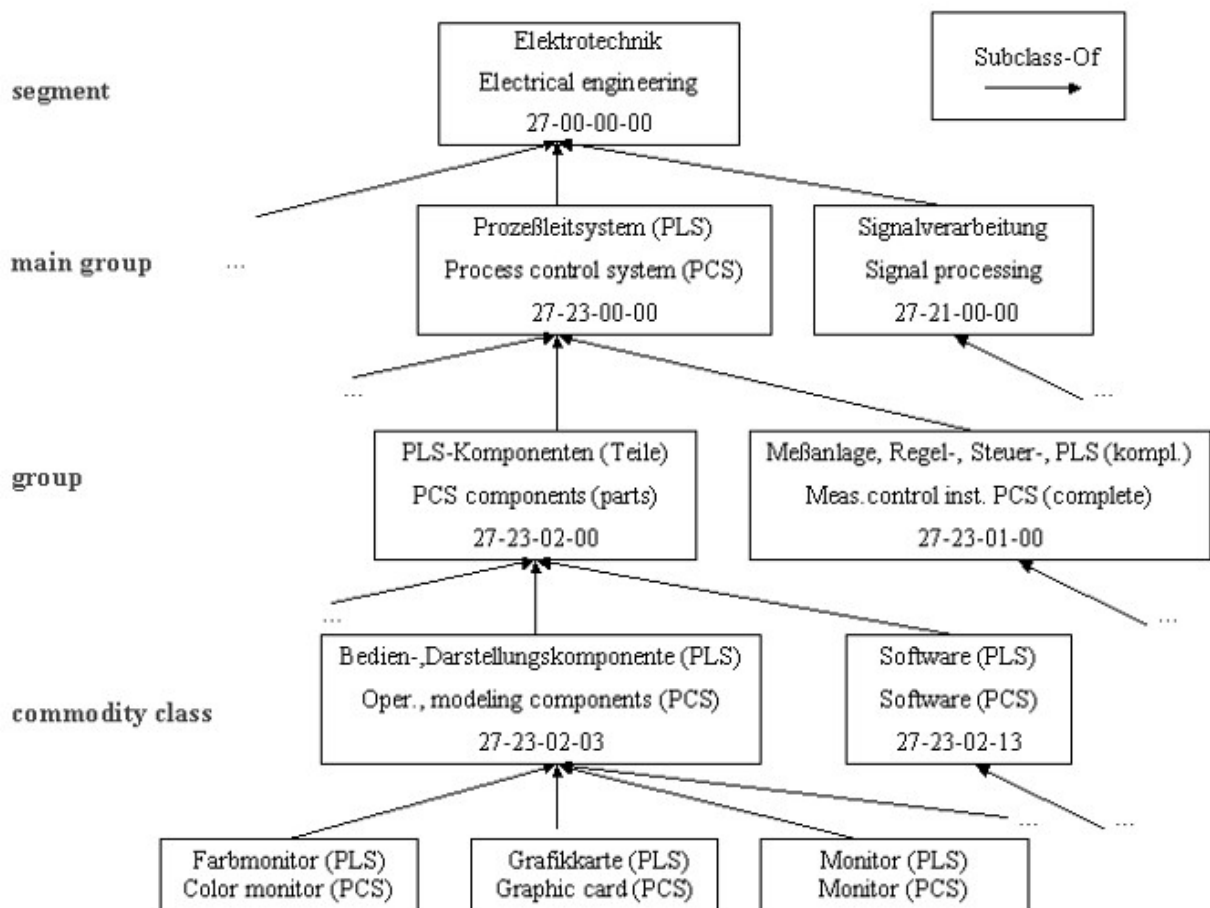 Elektrotechnik
Electrical engineering
27-00-00-00
Subclass-Of
segment
Prozeßleitsystem (PLS)
Process control system (PCS)
27-23-00-00
Signalverarbeitung
Signal processing
27-21-00-00
main group
...
...
...
PLS-Komponenten (Teile)
PCS components (parts)
27-23-02-00
Meßanlage, Regel-, Steuer-, PLS (kompl.)
Meas.control inst. PCS (complete)
27-23-01-00
group
...
...
Bedien-,Darstellungskomponente (PLS)
Oper., modeling components (PCS)
27-23-02-03
Software (PLS)
Software (PCS)
27-23-02-13
commodity class
...
...
Farbmonitor (PLS)
Color monitor (PCS)
Grafikkarte (PLS)
Graphic card (PCS)
Monitor (PLS)
Monitor (PCS)